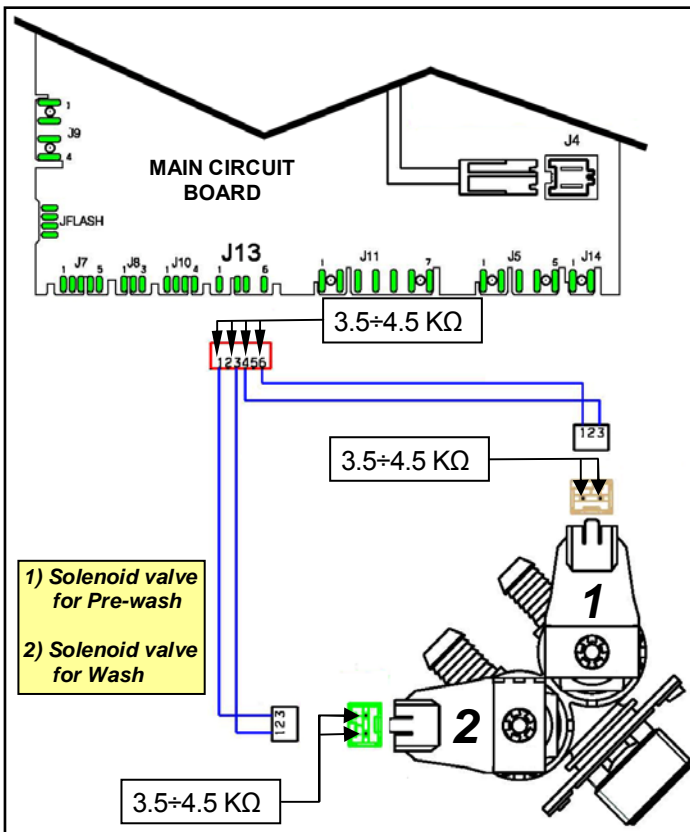 1
J9
4
J4
MAIN CIRCUIT
BOARD
JFLASH
J7 J8 J10 J13 J11 J5 J14
1 5 1 3 1 4 1 6 1 7 1 5 1
3.5÷4.5 KΩ
123456
123
3.5÷4.5 KΩ
1) Solenoid valve
for Pre-wash
2) Solenoid valve
for Wash
1
123
2
3.5÷4.5 KΩ